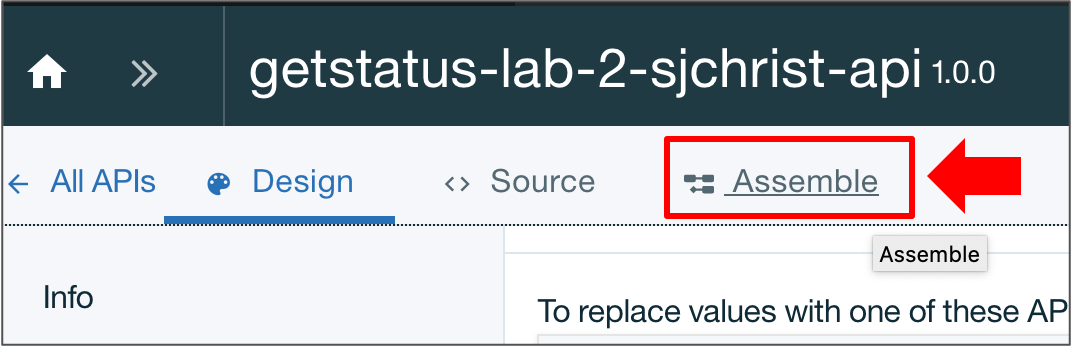 getstatus-lab-2-sjchrist-api 1.0.0
All APIs Design Source Assemble
Assemble
Info
To replace values with one of these AP